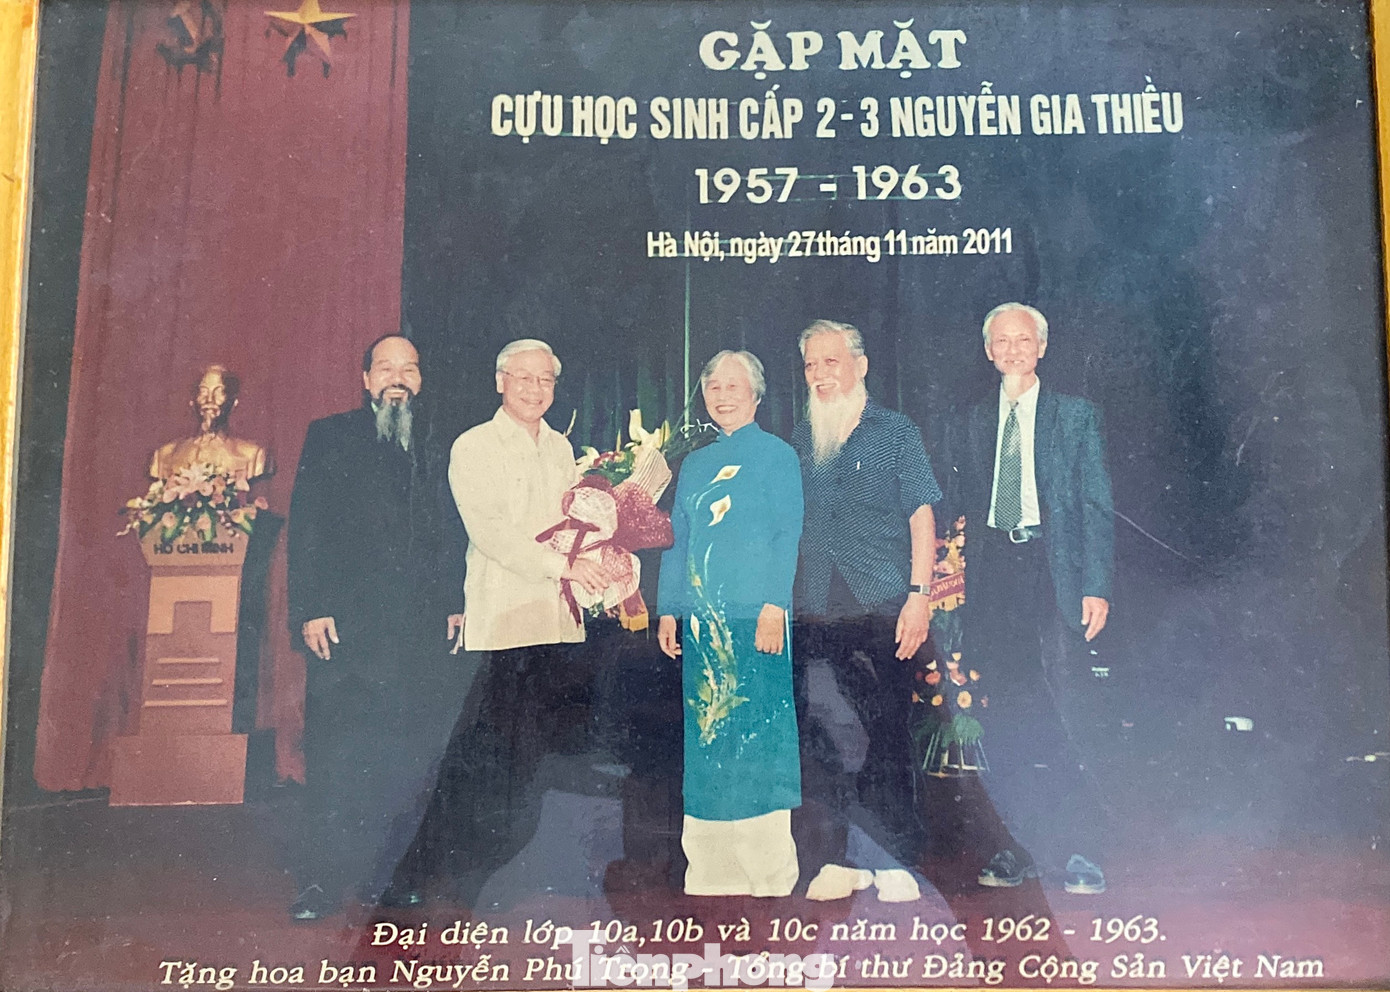 GẶP MẶT
CỰU HỌC SINH CẤP 2-3 NGUYỄN GIA THIỀU
1957 - 1963
Hà Nội, ngày 27 tháng 11 năm 2011
HỒ CHÍ MINH
Đại diện lớp 10a,10b và 10c năm học 1962 - 1963.
Tặng hoa bạn Nguyễn Phú Trọng - Tổng bí thư Đảng Cộng Sản Việt Nam
Tiền phong